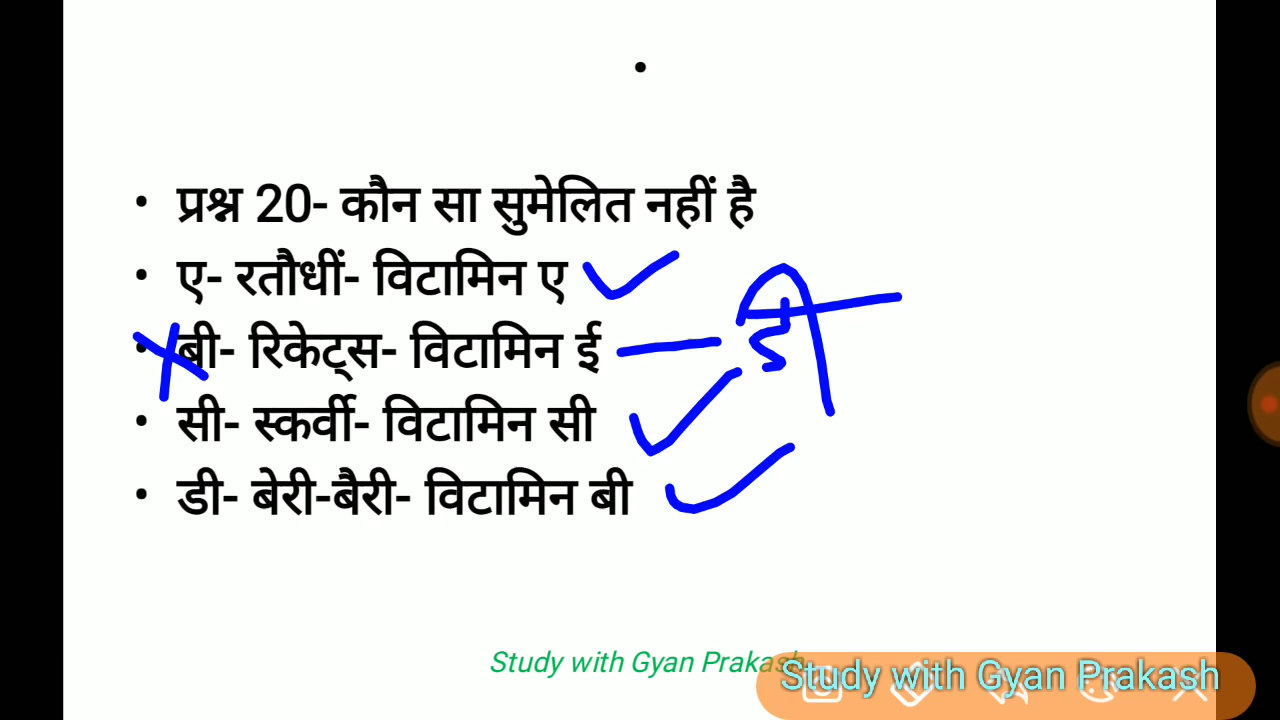 • प्रश्न 20- कौन सा सुमेलित नहीं है
• ए- रतौधीं- विटामिन ए
• बी- रिकेट्स- विटामिन ई
डी
• सी- स्कर्वी- विटामिन सी
• डी- बेरी-बैरी- विटामिन बी
Study with Gyan Prakash
Study with Gyan Prakash